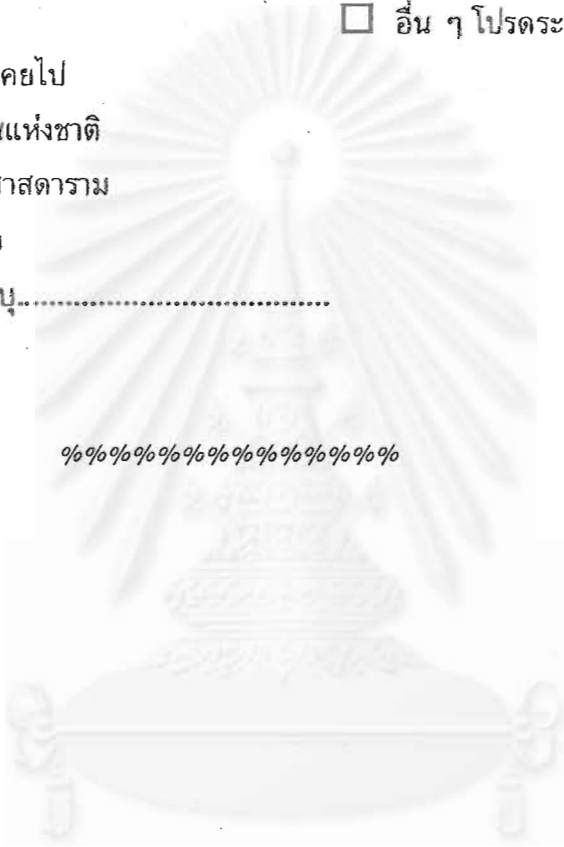 ☐ อื่น ๆ โปรดระ
คยไป
แห่งชาติ
าสดาราม
บุ..............................................
%%%%%%%%%%%%%%